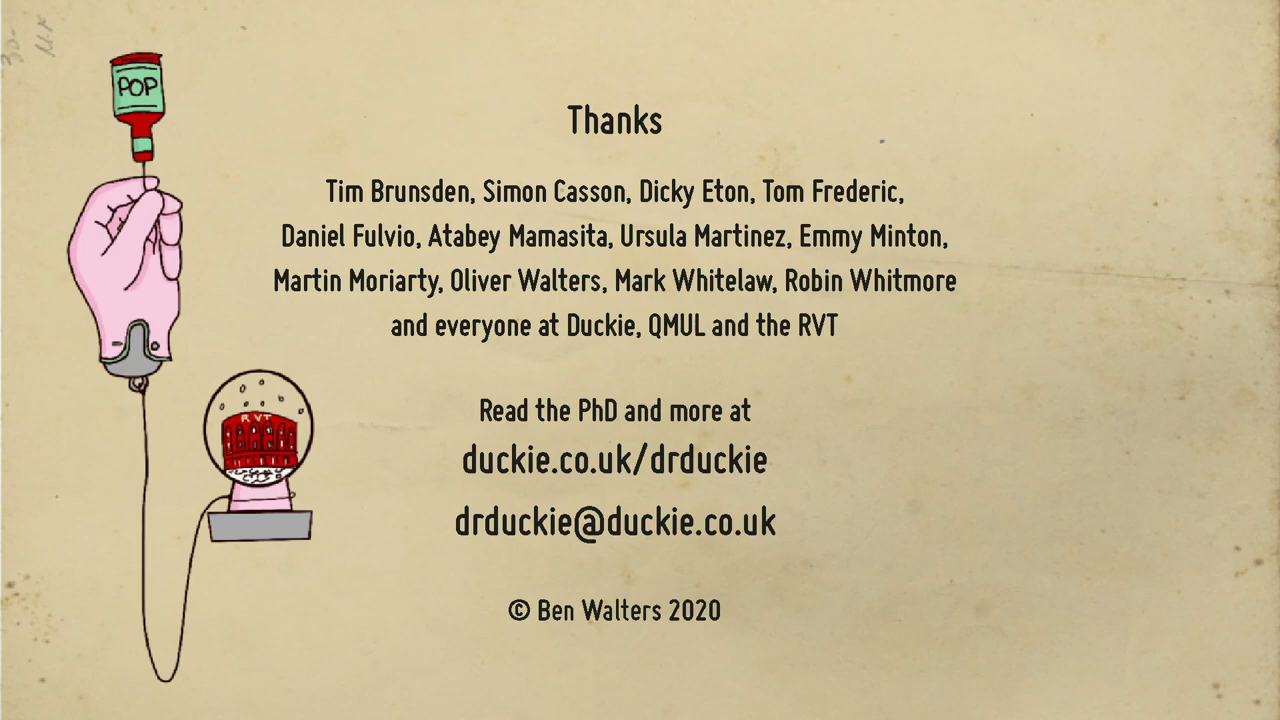 POP
Thanks
Tim Brunsden, Simon Casson, Dicky Eton, Tom Frederic,
Daniel Fulvio, Atabey Mamasita, Ursula Martinez, Emmy Minton,
Martin Moriarty, Oliver Walters, Mark Whitelaw, Robin Whitmore
and everyone at Duckie, QMUL and the RVT
Read the PhD and more at
RVT
duckie.co.uk/drduckie
drduckie@duckie.co.uk
© Ben Walters 2020